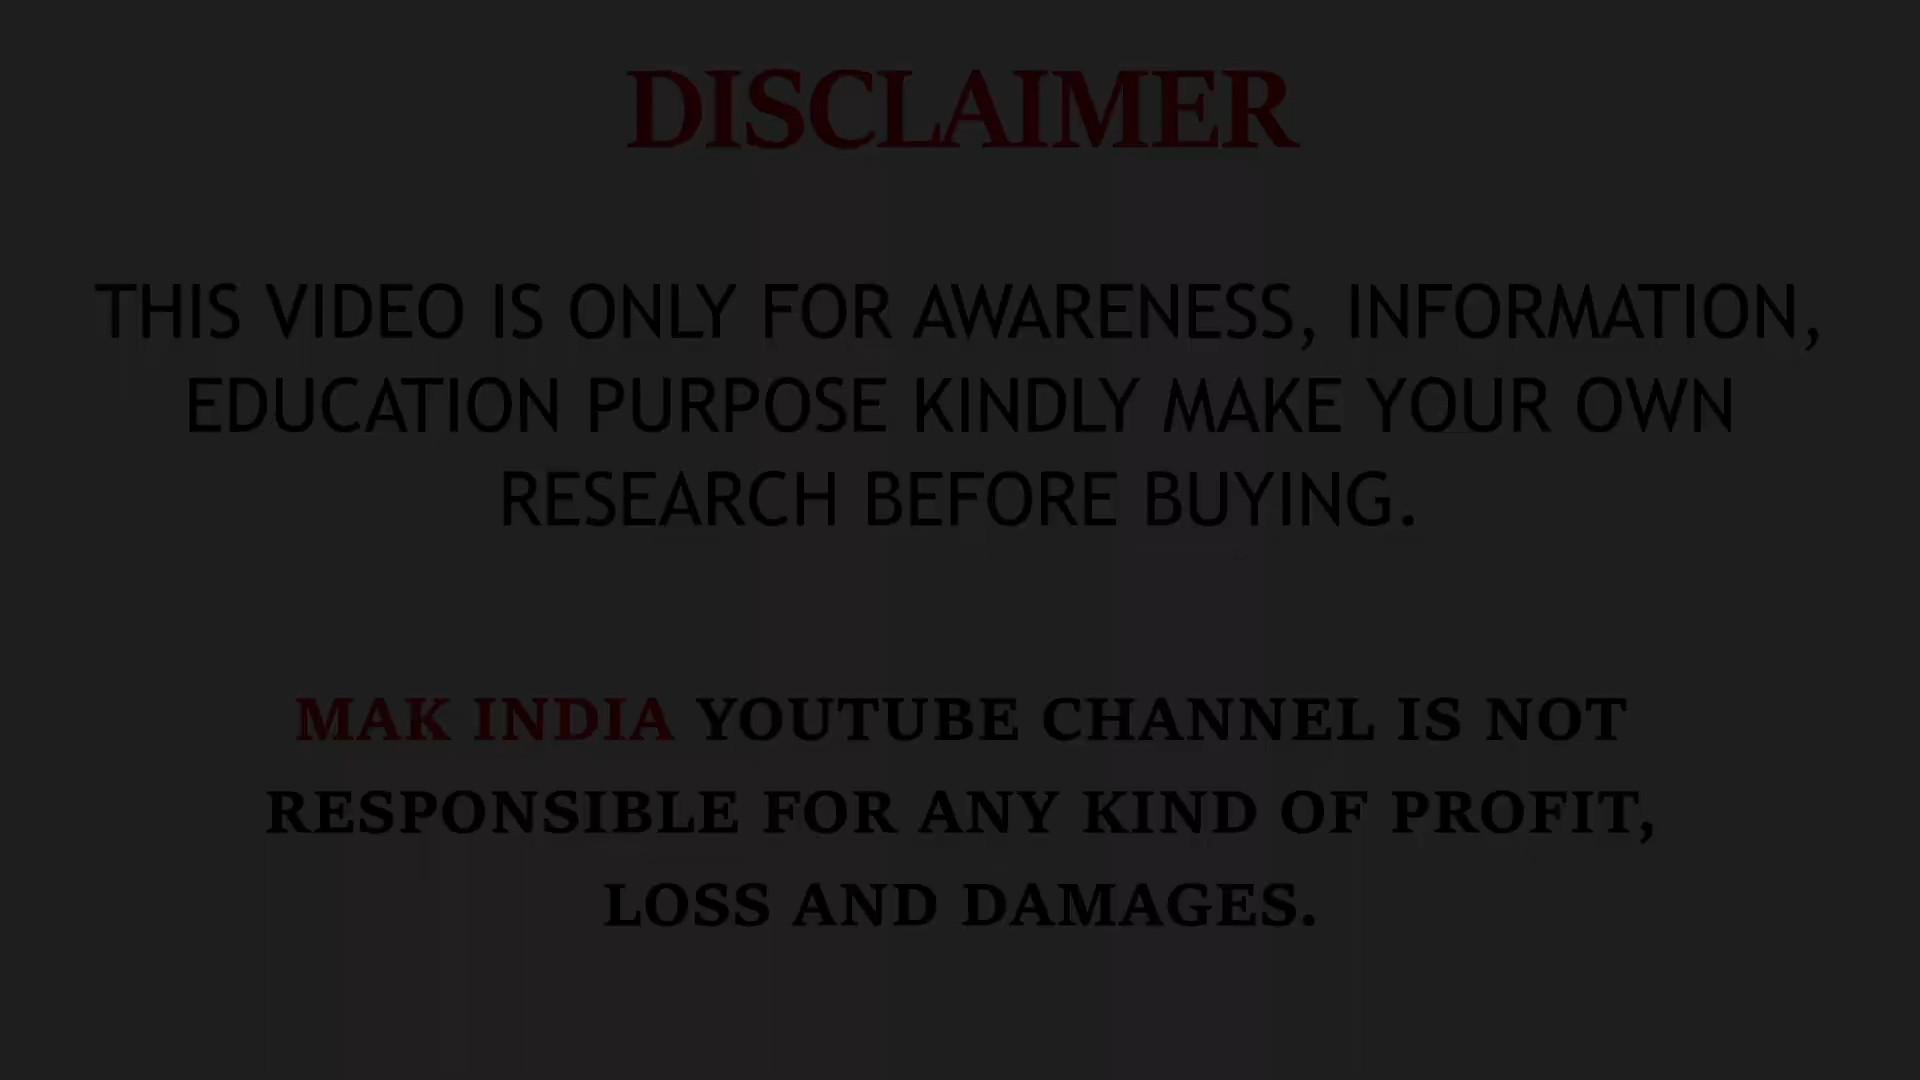 DISCLAIMER
THIS VIDEO IS ONLY FOR AWARENESS, INFORMATION,
EDUCATION PURPOSE KINDLY MAKE YOUR OWN
RESEARCH BEFORE BUYING.
MAK INDIA YOUTUBE CHANNEL IS NOT
RESPONSIBLE FOR ANY KIND OF PROFIT,
LOSS AND DAMAGES.